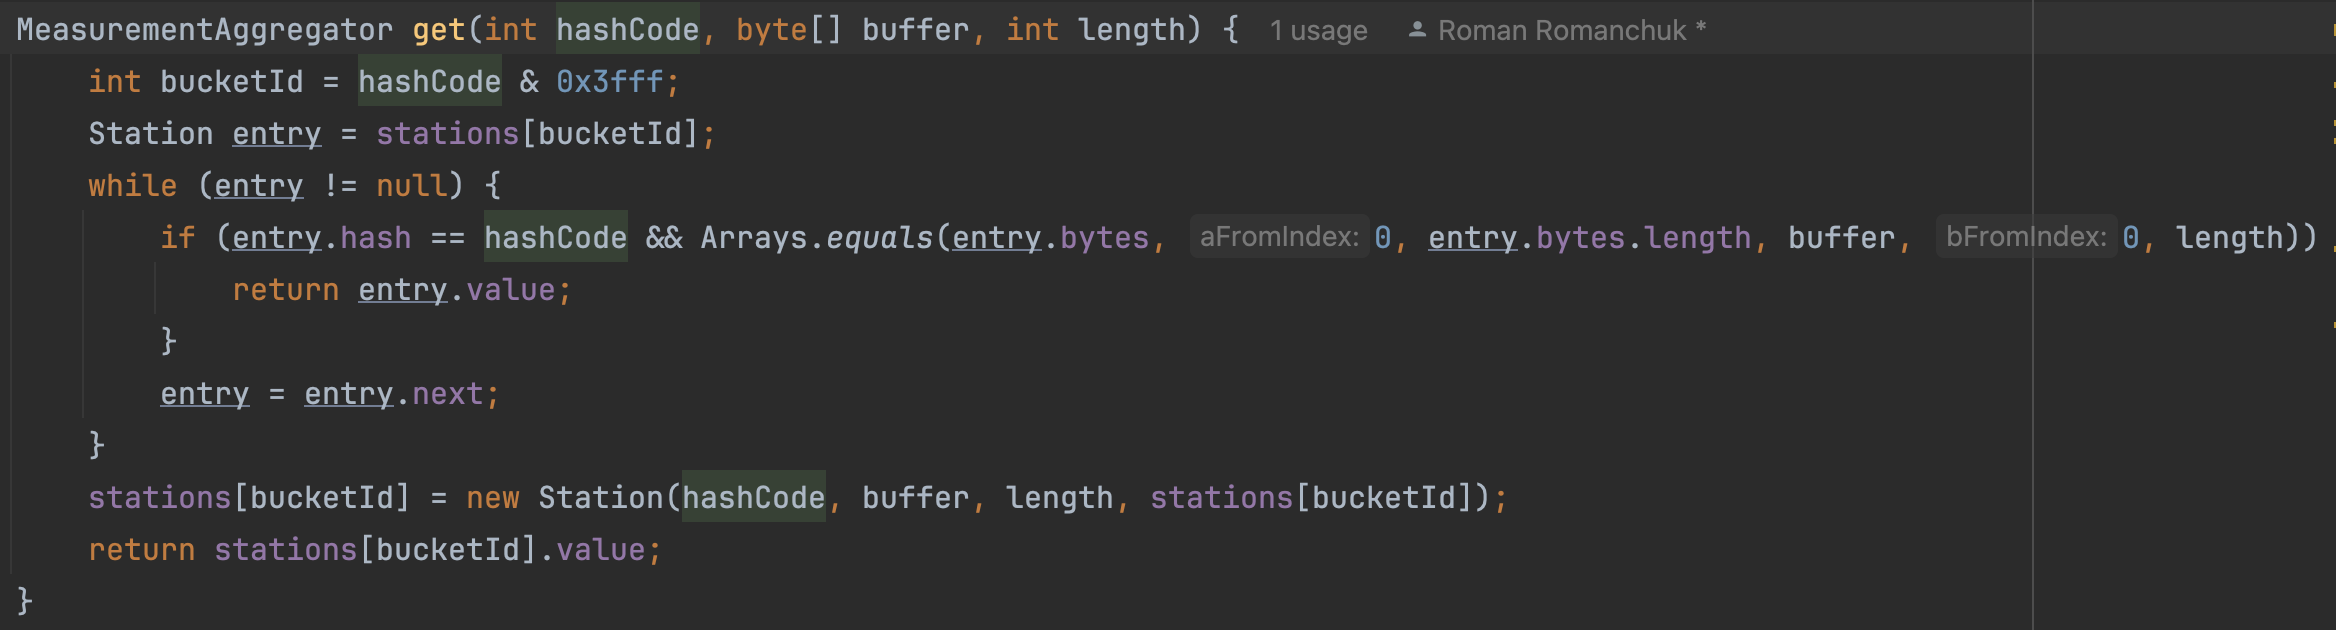 MeasurementAggregator get(int hashCode, byte[] buffer, int length) { 1 usage Roman Romanchuk *
int bucketId = hashCode & 0x3fff;
Station entry = stations[bucketId];
while (entry != null) {
if (entry.hash == hashCode && Arrays.equals(entry.bytes, aFromIndex: 0, entry.bytes.length, buffer, bFromIndex: 0, length))
return entry.value;
}
entry = entry.next;
}
stations[bucketId] = new Station(hashCode, buffer, length, stations[bucketId]);
return stations[bucketId].value;
}